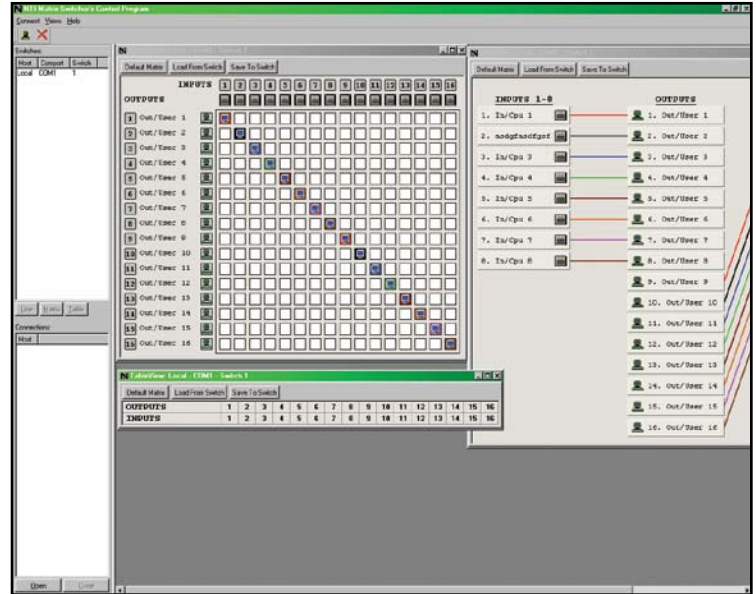 NTI Matrix Switcher's Control Program
Connect Views Help
Switches:
Host Comport Switch
Local COM1 1
Line Matrix Table
Connections:
Host
Open Close
Default Matrix Load From Switch Save To Switch
INPUTS 1 2 3 4 5 6 7 8 9 10 11 12 13 14 15 16
OUTPUTS
1 Out/User 1
2 Out/User 2
3 Out/User 3
4 Out/User 4
5 Out/User 5
6 Out/User 6
7 Out/User 7
8 Out/User 8
9 Out/User 9
10 Out/User 10
11 Out/User 11
12 Out/User 12
13 Out/User 13
14 Out/User 14
15 Out/User 15
16 Out/User 16
TableView: Local - COM1 - Switch 1
Default Matrix Load From Switch Save To Switch
OUTPUTS 1 2 3 4 5 6 7 8 9 10 11 12 13 14 15 16
INPUTS 1 2 3 4 5 6 7 8 9 10 11 12 13 14 15 16
Default Matrix Load From Switch Save To Switch
INPUTS 1-8 OUTPUTS
1. In/Cpu 1 1. Out/User 1
2. 2. Out/User 2
3. In/Cpu 3 3. Out/User 3
4. In/Cpu 4 4. Out/User 4
5. In/Cpu 5 5. Out/User 5
6. In/Cpu 6 6. Out/User 6
7. In/Cpu 7 7. Out/User 7
8. In/Cpu 8 8. Out/User 8
9. Out/User 9
10. Out/User 10
11. Out/User 11
12. Out/User 12
13. Out/User 13
14. Out/User 14
15. Out/User 15
16. Out/User 16